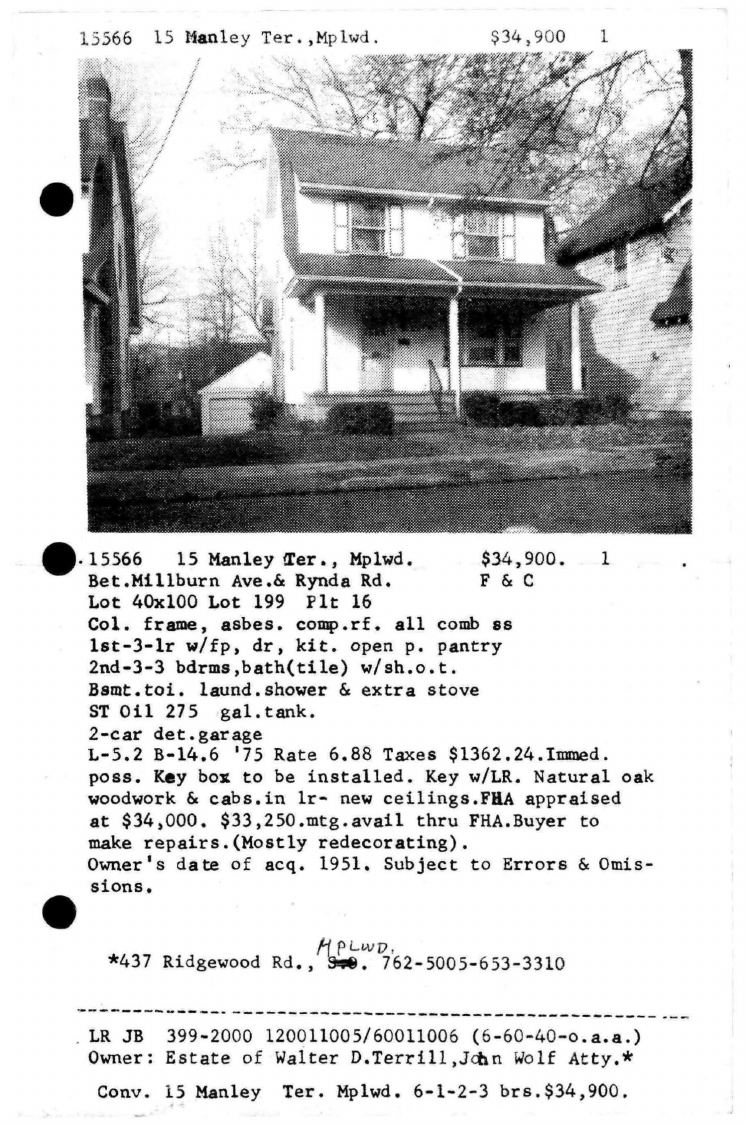 15566 15 Manley Ter.,Mplwd. $34,900 1
15566 15 Manley Ter., Mplwd. $34,900. 1
Bet.Millburn Ave.& Rynda Rd. F & C
Lot 40x100 Lot 199 Plt 16
Col. frame, asbes. comp.rf. all comb ss
1st-3-lr w/fp, dr, kit. open p. pantry
2nd-3-3 bdrms,bath(tile) w/sh.o.t.
Bsmt.toi. laund.shower & extra stove
ST Oil 275 gal.tank.
2-car det.garage
L-5.2 B-14.6 '75 Rate 6.88 Taxes $1362.24.Immed.
poss. Key box to be installed. Key w/LR. Natural oak
woodwork & cabs.in lr- new ceilings.FHA appraised
at $34,000. $33,250.mtg.avail thru FHA.Buyer to
make repairs.(Mostly redecorating).
Owner's date of acq. 1951. Subject to Errors & Omis-
sions.
MPLWD.
*437 Ridgewood Rd., S.O. 762-5005-653-3310
LR JB 399-2000 120011005/60011006 (6-60-40-o.a.a.)
Owner: Estate of Walter D.Terrill,John Wolf Atty.*
Conv. 15 Manley Ter. Mplwd. 6-1-2-3 brs.$34,900.